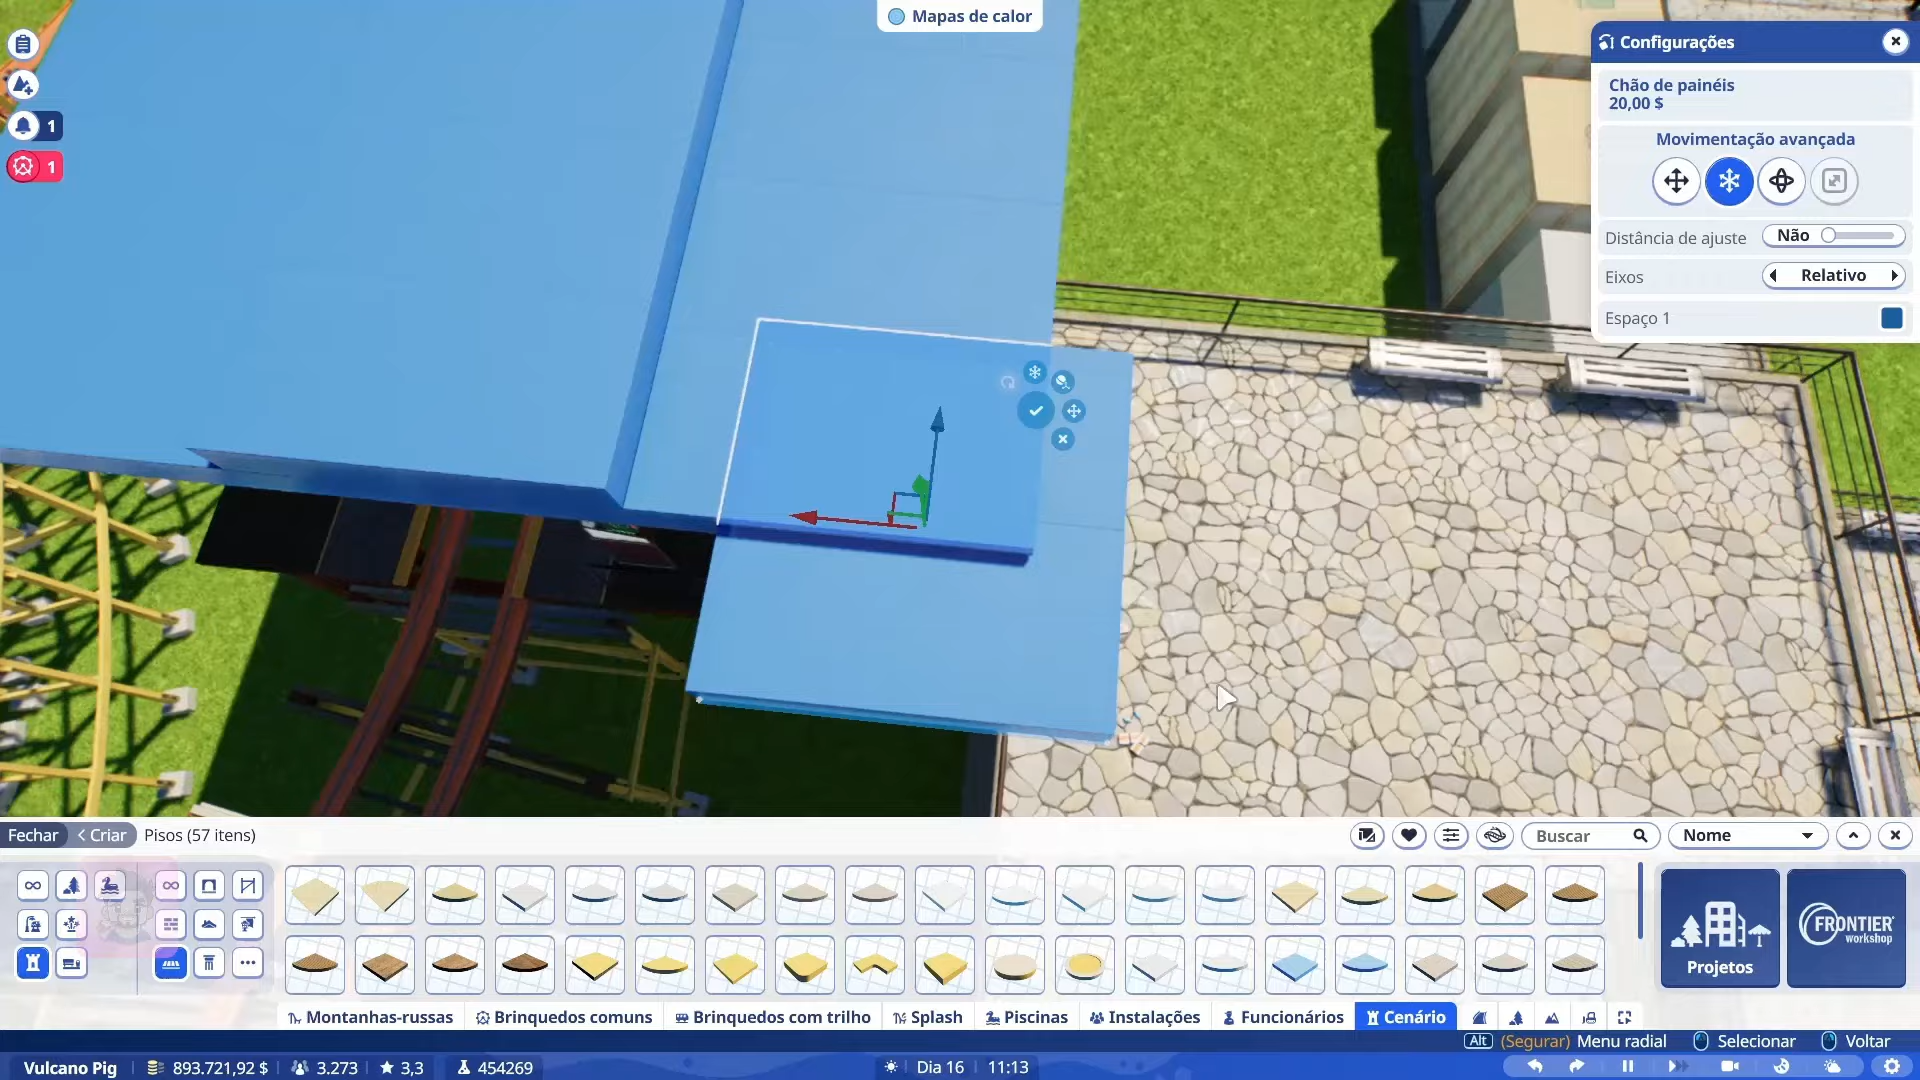 Mapas de calor
1
1
Configurações
Chão de painéis
20,00 $
Movimentação avançada
Distância de ajuste Não
Eixos Relativo
Espaço 1
Fechar Criar Pisos (57 itens) Buscar Nome
Projetos
FRONTIER workshop
Montanhas-russas Brinquedos comuns Brinquedos com trilho Splash Piscinas Instalações Funcionários Cenário
Alt (Segurar) Menu radial Selecionar Voltar
Vulcano Pig 893.721,92 $ 3.273 3,3 454269 Dia 16 11:13